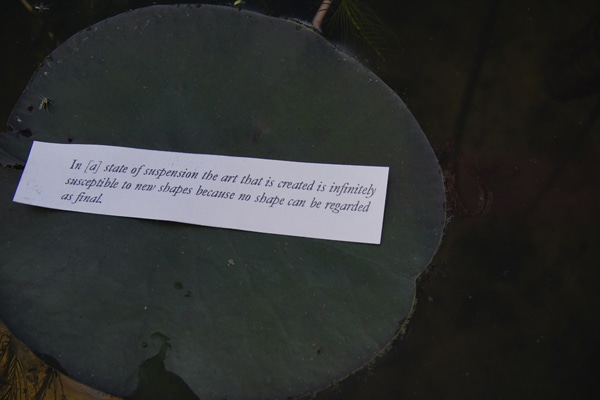 In [a] state of suspension the art that is created is infinitely
susceptible to new shapes because no shape can be regarded
as final.